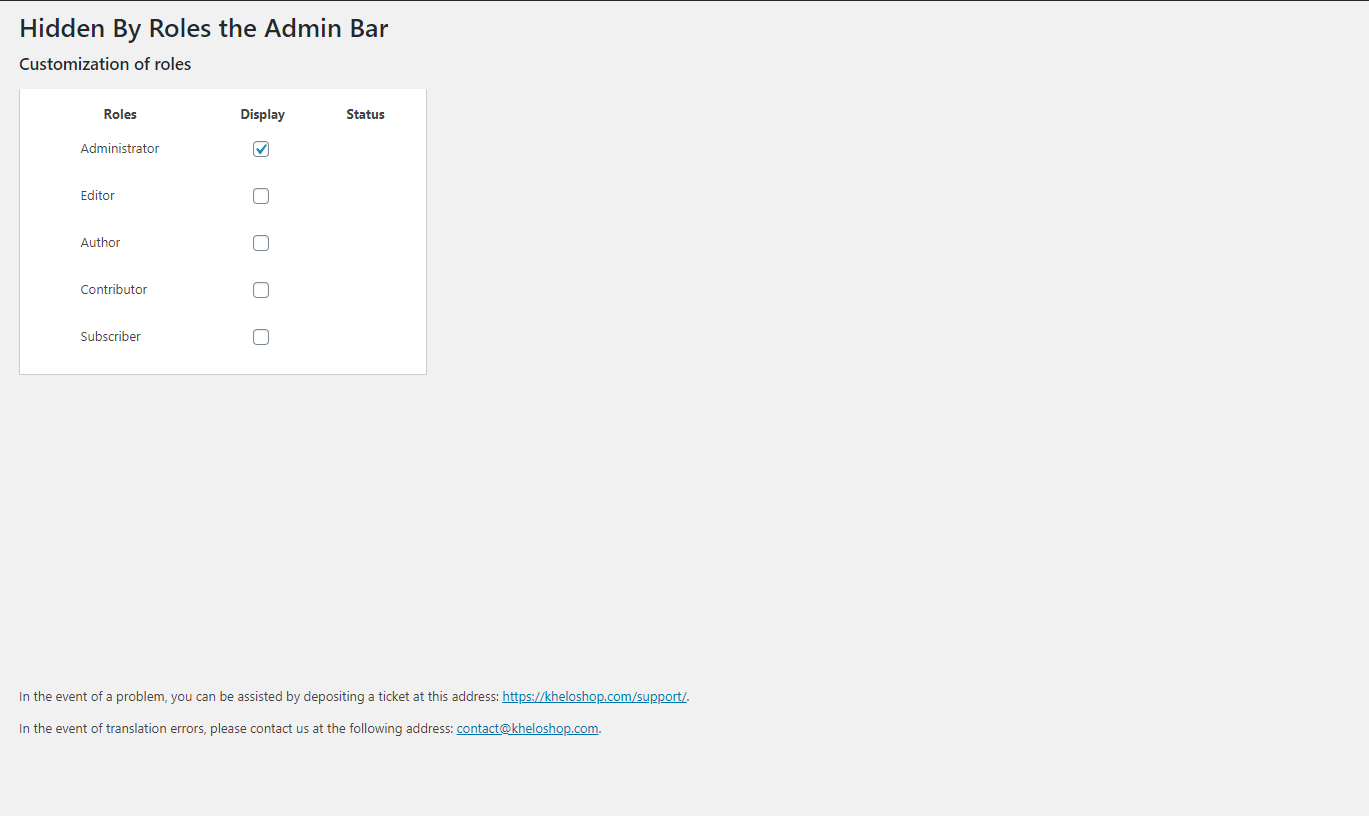 Hidden By Roles the Admin Bar
Customization of roles
Roles Display Status
Administrator
Editor
Author
Contributor
Subscriber
In the event of a problem, you can be assisted by depositing a ticket at this address: https://kheloshop.com/support/.
In the event of translation errors, please contact us at the following address: contact@kheloshop.com.